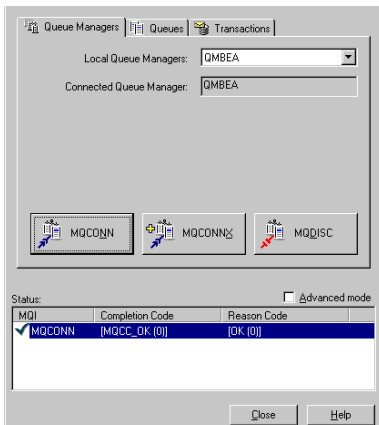 Queue Managers Queues Transactions
Local Queue Managers: QMBEA
Connected Queue Manager: QMBEA
MQCONN MQCONNX MQDISC
Status: Advanced mode
MQI Completion Code Reason Code
MQCONN [MQCC_OK (0)] [OK (0)]
Close Help